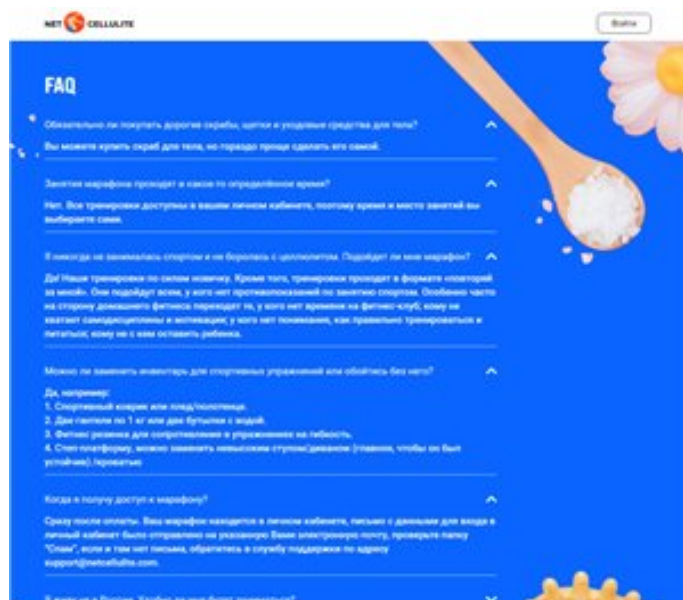 NET CELLULITE
Войти
FAQ
Обязательно ли покупать дорогие скрабы, щетки и уходовые средства для тела?
Вы можете купить скраб для тела, но гораздо проще сделать его самой.
Занятия марафона проходят в какое-то определённое время?
Нет. Все тренировки доступны в вашем личном кабинете, поэтому время и место занятий вы
выбираете сами.
Я никогда не занималась спортом и не боролась с целлюлитом. Подойдет ли мне марафон?
Да! Наши тренировки по силам новичку. Кроме того, тренировки проходят в формате «повторяй
за мной». Они подойдут всем, у кого нет противопоказаний по занятию спортом. Особенно часто
на сторону домашнего фитнеса переходят те, у кого нет времени на фитнес-клуб; кому не
хватает самодисциплины и мотивации; у кого нет понимания, как правильно тренироваться и
питаться; кому не с кем оставить ребенка.
Можно ли заменить инвентарь для спортивных упражнений или обойтись без него?
Да, например:
1. Спортивный коврик или плед/полотенце.
2. Две гантели по 1 кг или две бутылки с водой.
3. Фитнес резинка для сопротивления в упражнениях на гибкость.
4. Степ-платформу, можно заменить невысоким стулом/диваном (главное, чтобы он был
устойчив) /кроватью
Когда я получу доступ к марафону?
Сразу после оплаты. Ваш марафон находится в личном кабинете, письмо с данными для входа в
личный кабинет было отправлено на указанную Вами электронную почту, проверьте папку
"Спам", если и там нет письма, обратитесь в службу поддержки по адресу
support@netcellulite.com.
Я живу не в России. Удобно ли мне будет заниматься?